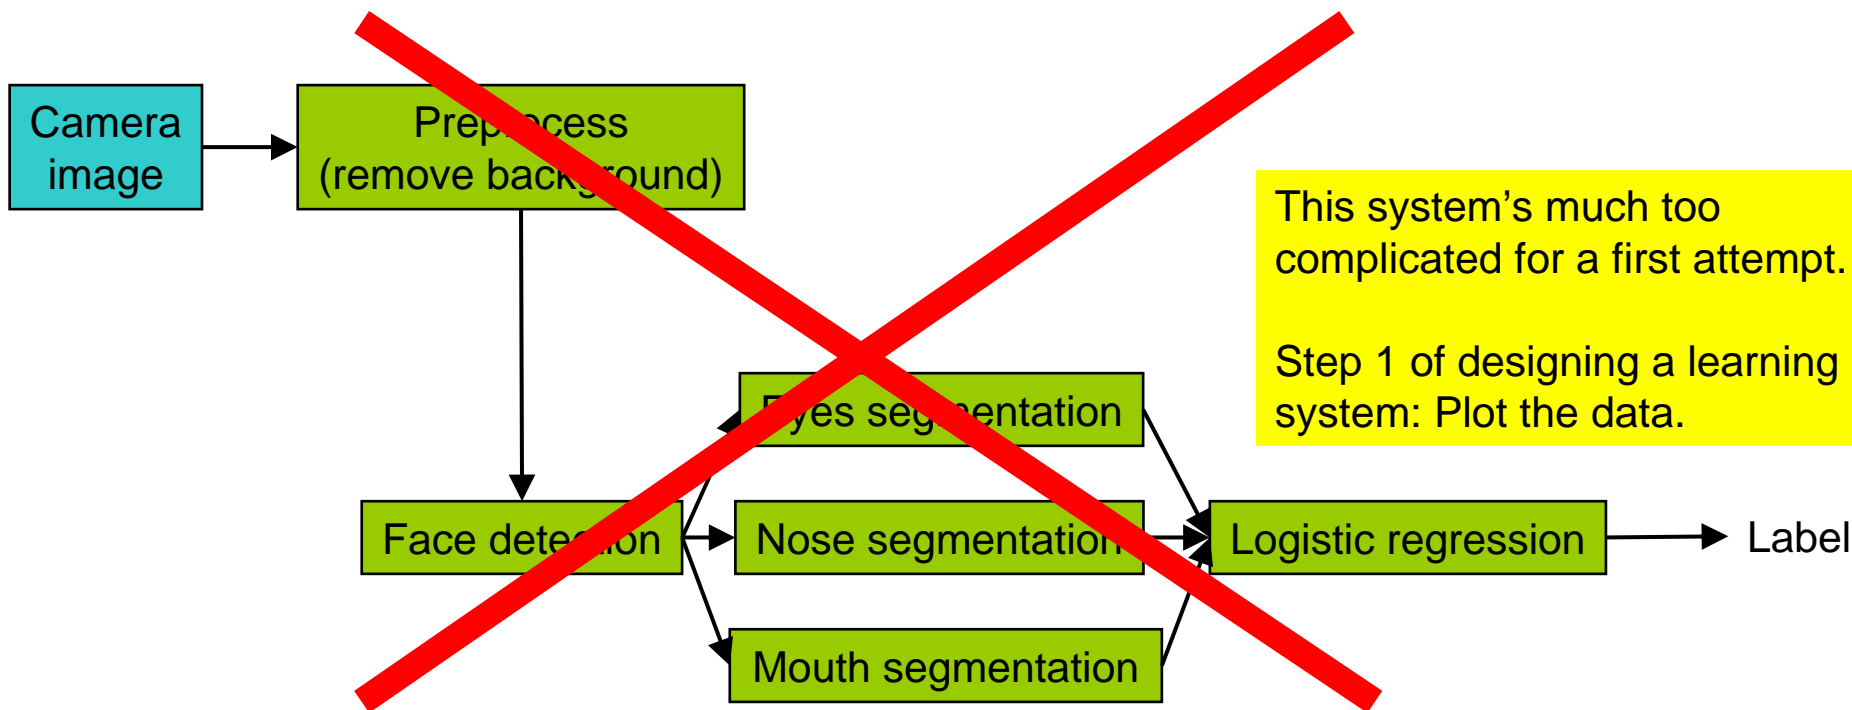 Camera
image
Preprocess
(remove background)
This system’s much too
complicated for a first attempt.
Step 1 of designing a learning
system: Plot the data.
Eyes segmentation
Face detection
Nose segmentation
Logistic regression
Label
Mouth segmentation